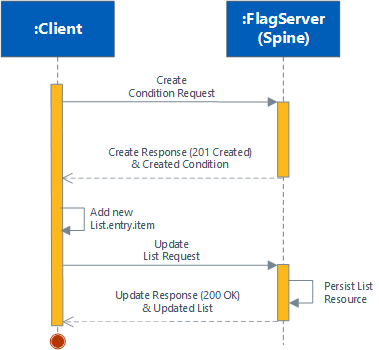 :Client
:FlagServer
(Spine)
Create
Condition Request
Create Response (201 Created)
& Created Condition
Add new
List.entry.item
Update
List Request
Persist List
Resource
Update Response (200 OK)
& Updated List